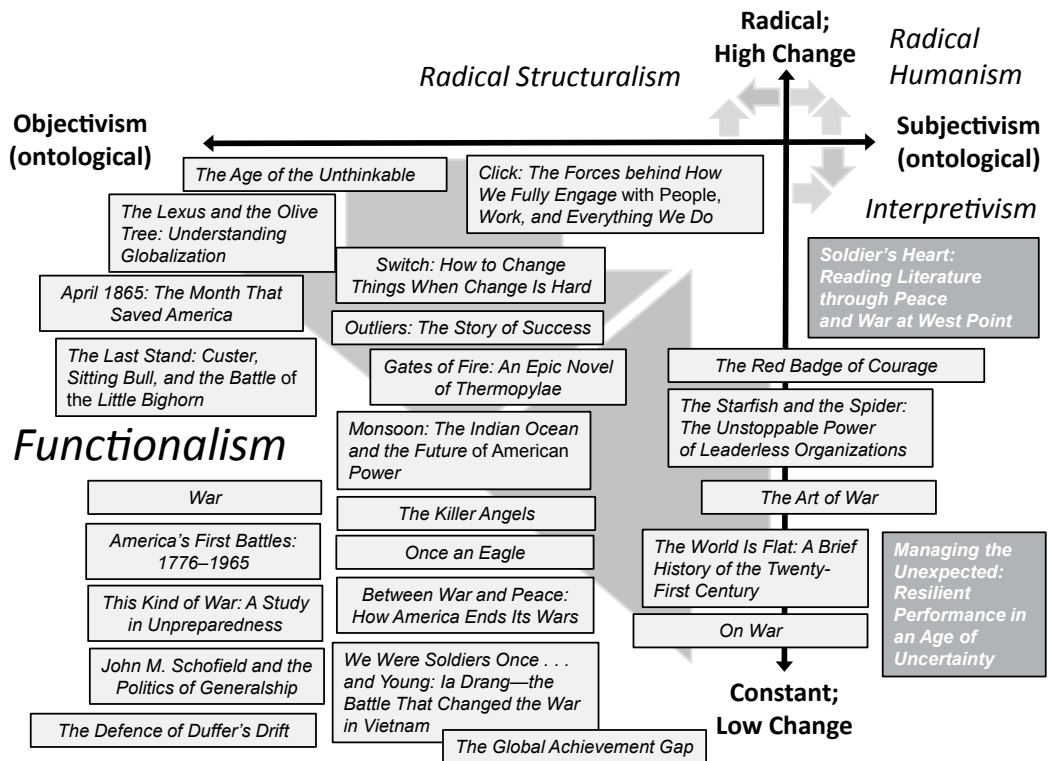 Radical;
High Change
Radical
Humanism
Radical Structuralism
Objectivism
(ontological)
Subjectivism
(ontological)
The Age of the Unthinkable
Click: The Forces behind How
We Fully Engage with People,
Work, and Everything We Do
The Lexus and the Olive
Tree: Understanding
Globalization
Interpretivism
Switch: How to Change
Things When Change Is Hard
Soldier’s Heart:
Reading Literature
through Peace
and War at West Point
April 1865: The Month That
Saved America
Outliers: The Story of Success
The Last Stand: Custer,
Sitting Bull, and the Battle of
the Little Bighorn
Gates of Fire: An Epic Novel
of Thermopylae
The Red Badge of Courage
The Starfish and the Spider:
The Unstoppable Power
of Leaderless Organizations
Functionalism
Monsoon: The Indian Ocean
and the Future of American
Power
War
The Art of War
The Killer Angels
America’s First Battles:
1776–1965
Once an Eagle
The World Is Flat: A Brief
History of the Twenty-
First Century
Managing the
Unexpected:
Resilient
Performance in
an Age of
Uncertainty
This Kind of War: A Study
in Unpreparedness
Between War and Peace:
How America Ends Its Wars
On War
John M. Schofield and the
Politics of Generalship
We Were Soldiers Once . . .
and Young: Ia Drang—the
Battle That Changed the War
in Vietnam
Constant;
Low Change
The Defence of Duffer’s Drift
The Global Achievement Gap